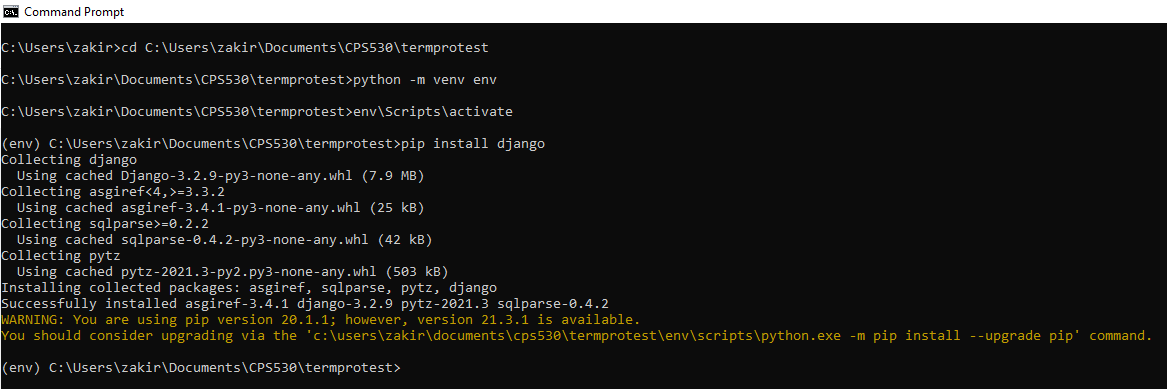 Command Prompt
C:\Users\zakir>cd C:\Users\zakir\Documents\CPS530\termprotest
C:\Users\zakir\Documents\CPS530\termprotest>python -m venv env
C:\Users\zakir\Documents\CPS530\termprotest>env\Scripts\activate
(env) C:\Users\zakir\Documents\CPS530\termprotest>pip install django
Collecting django
  Using cached Django-3.2.9-py3-none-any.whl (7.9 MB)
Collecting asgiref<4,>=3.3.2
  Using cached asgiref-3.4.1-py3-none-any.whl (25 kB)
Collecting sqlparse>=0.2.2
  Using cached sqlparse-0.4.2-py3-none-any.whl (42 kB)
Collecting pytz
  Using cached pytz-2021.3-py2.py3-none-any.whl (503 kB)
Installing collected packages: asgiref, sqlparse, pytz, django
Successfully installed asgiref-3.4.1 django-3.2.9 pytz-2021.3 sqlparse-0.4.2
WARNING: You are using pip version 20.1.1; however, version 21.3.1 is available.
You should consider upgrading via the 'c:\users\zakir\documents\cps530\termprotest\env\scripts\python.exe -m pip install --upgrade pip' command.
(env) C:\Users\zakir\Documents\CPS530\termprotest>